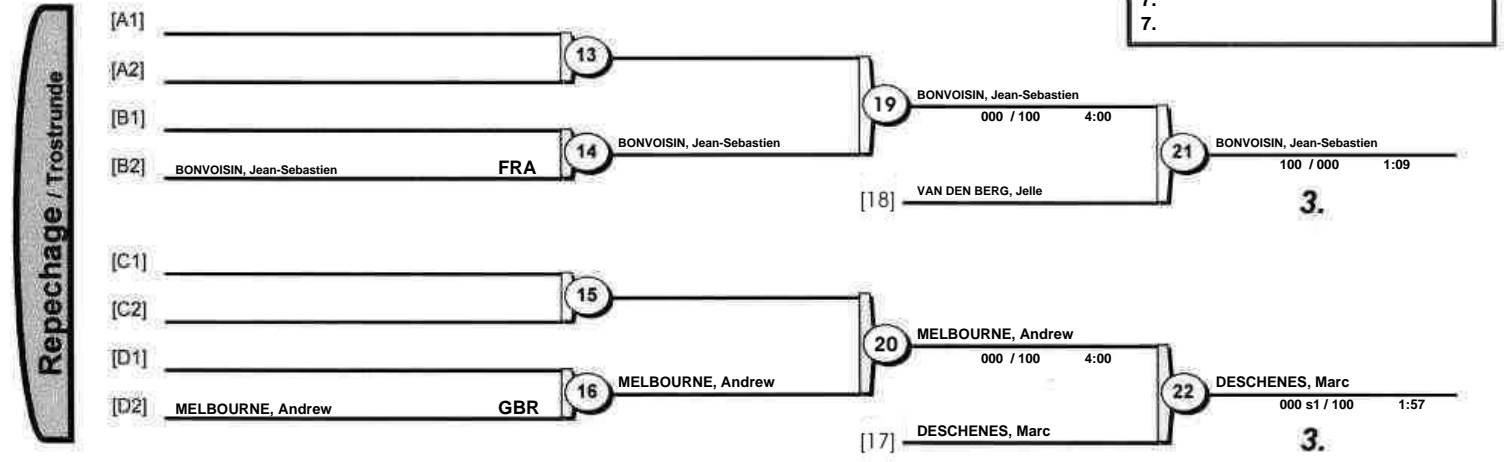 7.
7.
Repechage / Trostrunde
[A1]
13
[A2]
[B1]
19
BONVOISIN, Jean-Sebastien
000 / 100 4:00
14
BONVOISIN, Jean-Sebastien
21
BONVOISIN, Jean-Sebastien
100 / 000 1:09
[B2]
BONVOISIN, Jean-Sebastien FRA
[18]
VAN DEN BERG, Jelle
3.
[C1]
15
[C2]
20
MELBOURNE, Andrew
000 / 100 4:00
[D1]
16
MELBOURNE, Andrew
22
DESCHENES, Marc
000 s1 / 100 1:57
[D2]
MELBOURNE, Andrew GBR
[17]
DESCHENES, Marc
3.